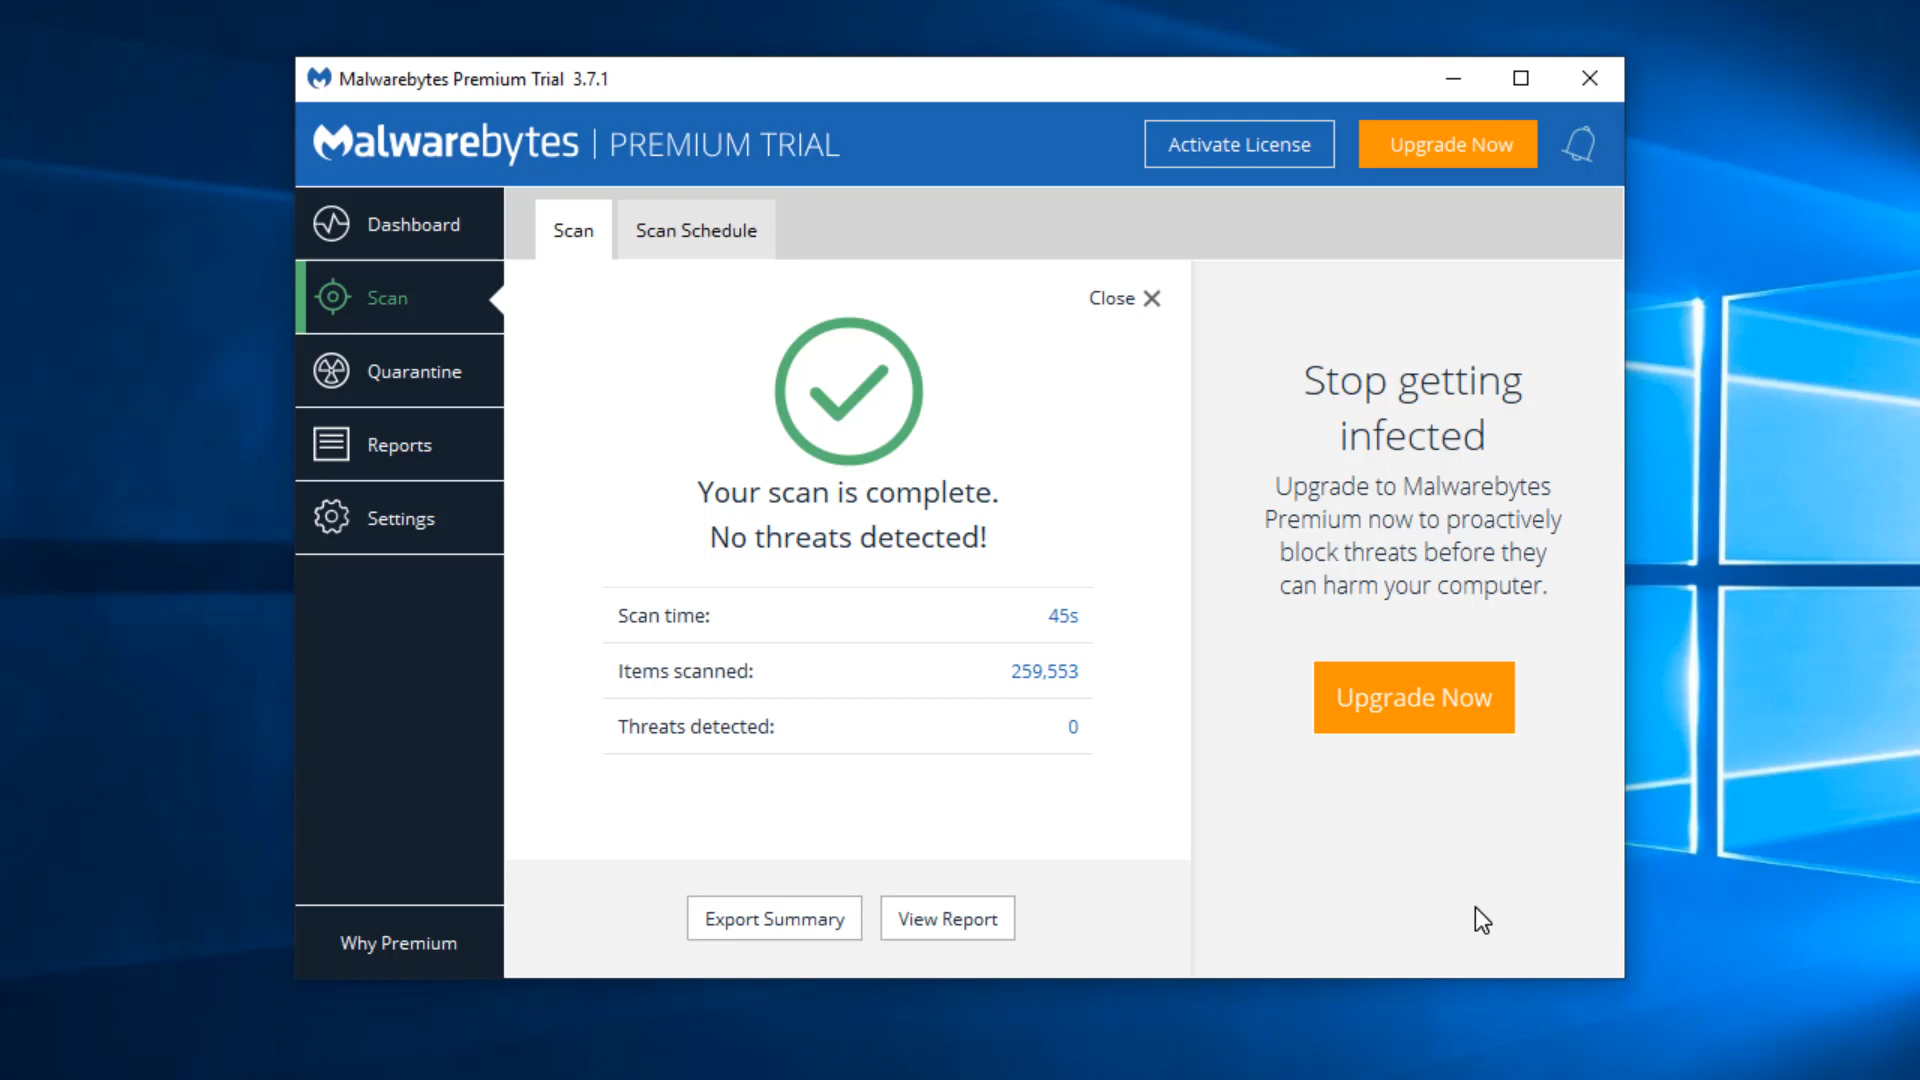 Malwarebytes Premium Trial 3.7.1
Malwarebytes | PREMIUM TRIAL
Activate License
Upgrade Now
Dashboard
Scan
Quarantine
Reports
Settings
Why Premium
Scan
Scan Schedule
Close
Your scan is complete.
No threats detected!
Scan time: 45s
Items scanned: 259,553
Threats detected: 0
Export Summary
View Report
Stop getting
infected
Upgrade to Malwarebytes
Premium now to proactively
block threats before they
can harm your computer.
Upgrade Now